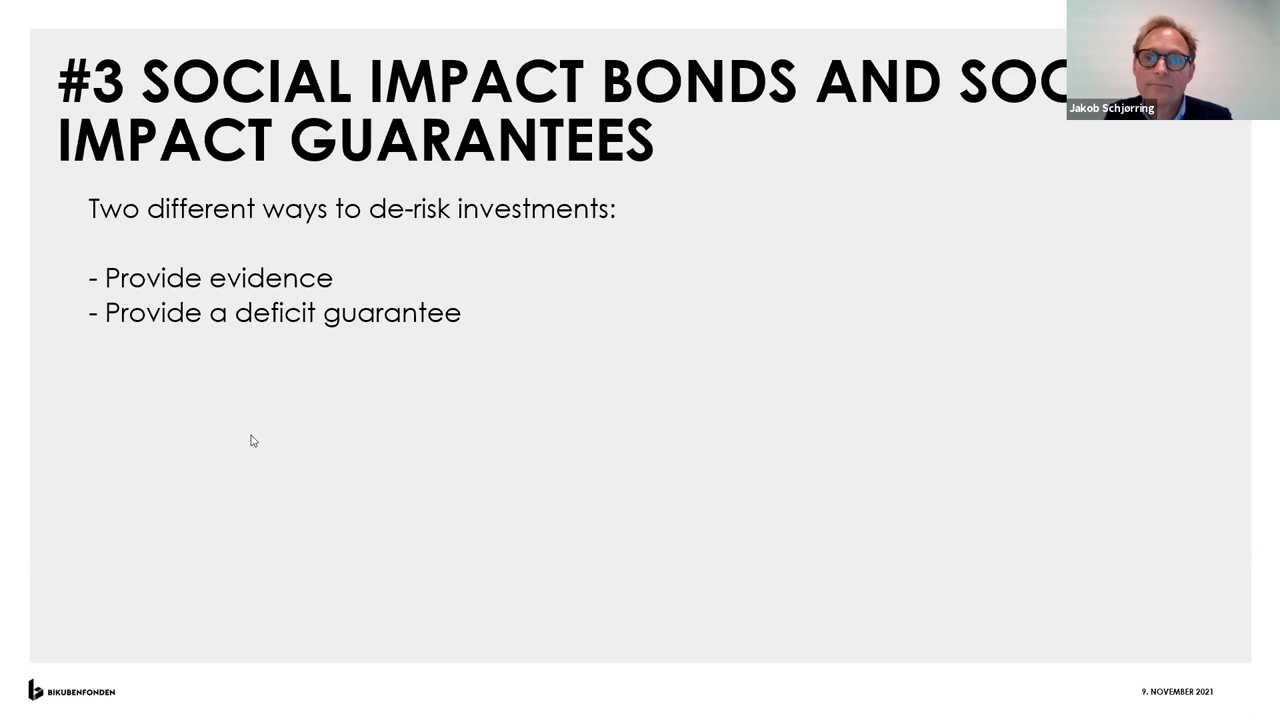 #3 SOCIAL IMPACT BONDS AND SOC
IMPACT GUARANTEES
Jakob Schjørring
Two different ways to de-risk investments:
- Provide evidence
- Provide a deficit guarantee
BIKUBENFONDEN
9. NOVEMBER 2021